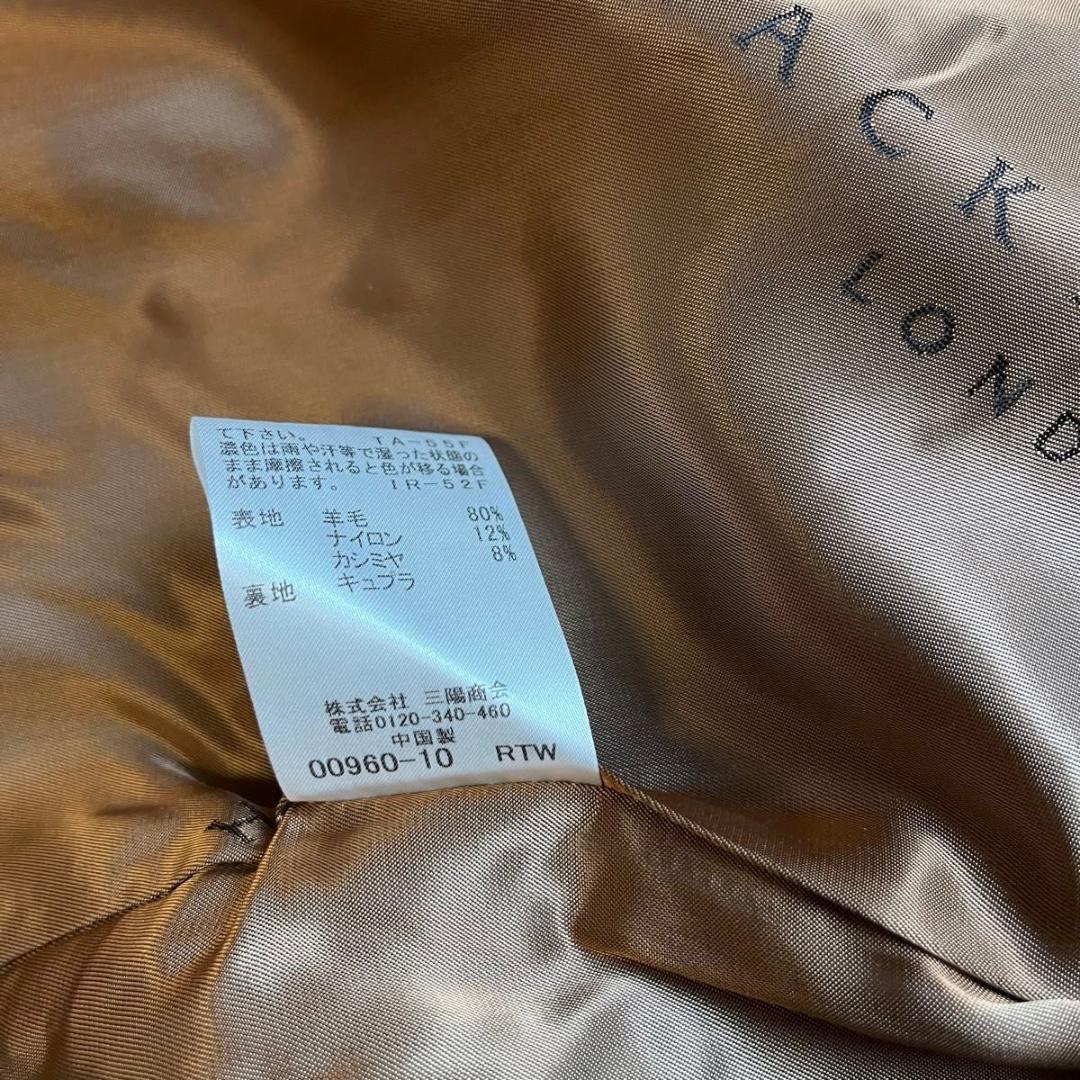 ACK
LOND
て下さい。 TA-55F
濃色は雨や汗等で湿った状態の
まま摩擦されると色が移る場合
があります。 IR-52F
表地 羊毛 80%
ナイロン 12%
カシミヤ 8%
裏地 キュプラ
株式会社 三陽商会
電話0120-340-460
中国製
00960-10 RTW